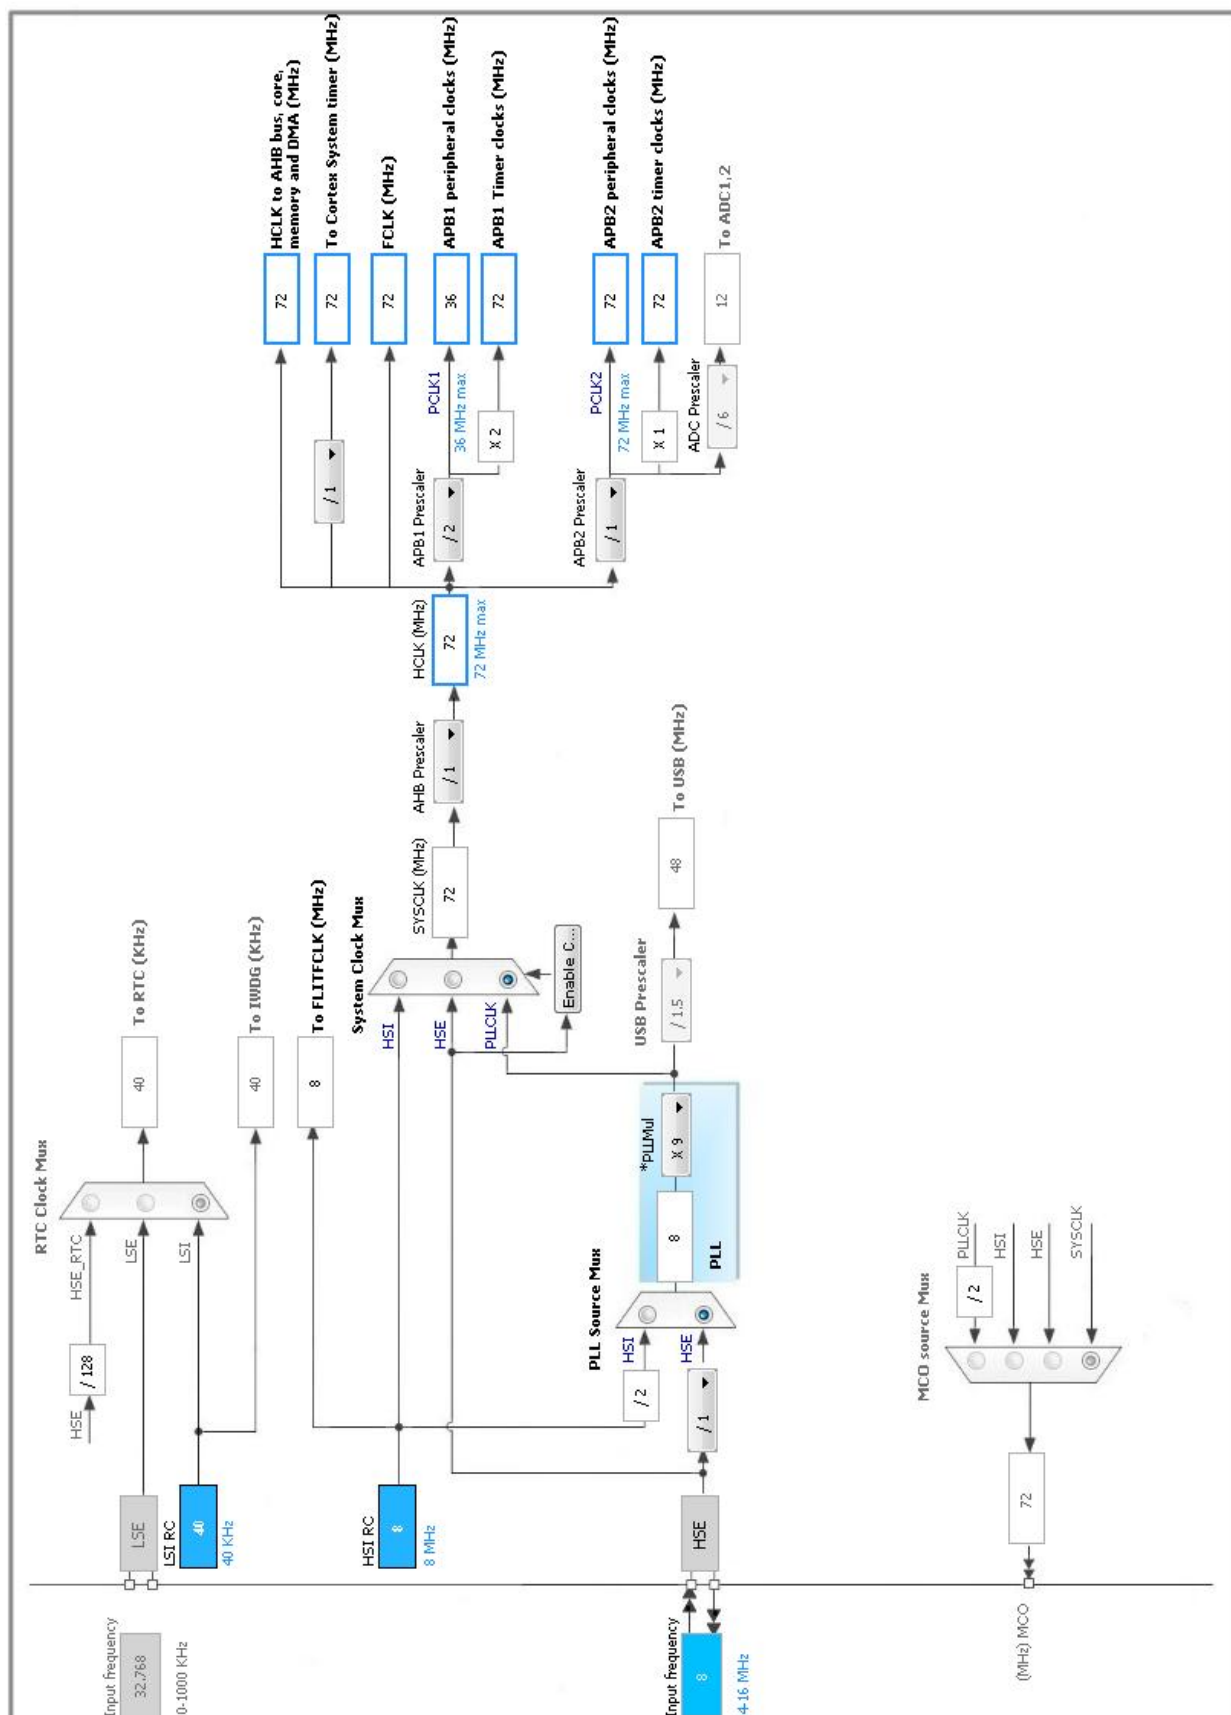 Input frequency
32.768
0-1000 KHz
LSE
LSI RC
40
40 KHz
HSE
/ 128
HSE_RTC
LSE
LSI
RTC Clock Mux
40
To RTC (KHz)
40
To IWDG (KHz)
HSI RC
8
8 MHz
8
To FLITFCLK (MHz)
System Clock Mux
HSI
HSE
PLLCLK
Enable C...
SYSCLK (MHz)
72
AHB Prescaler
/ 1
HCLK (MHz)
72
72 MHz max
72
HCLK to AHB bus, core,
memory and DMA (MHz)
/ 1
72
To Cortex System timer (MHz)
72
FCLK (MHz)
APB1 Prescaler
/ 2
PCLK1
36 MHz max
36
APB1 peripheral clocks (MHz)
X 2
72
APB1 Timer clocks (MHz)
APB2 Prescaler
/ 1
PCLK2
72 MHz max
72
APB2 peripheral clocks (MHz)
X 1
72
APB2 timer clocks (MHz)
ADC Prescaler
/ 6
12
To ADC1,2
Input frequency
8
4-16 MHz
HSE
PLL Source Mux
/ 2
HSI
/ 1
HSE
8
*PLLMul
X 9
PLL
USB Prescaler
/ 1.5
48
To USB (MHz)
MCO source Mux
/ 2
PLLCLK
HSI
HSE
SYSCLK
72
(MHz) MCO